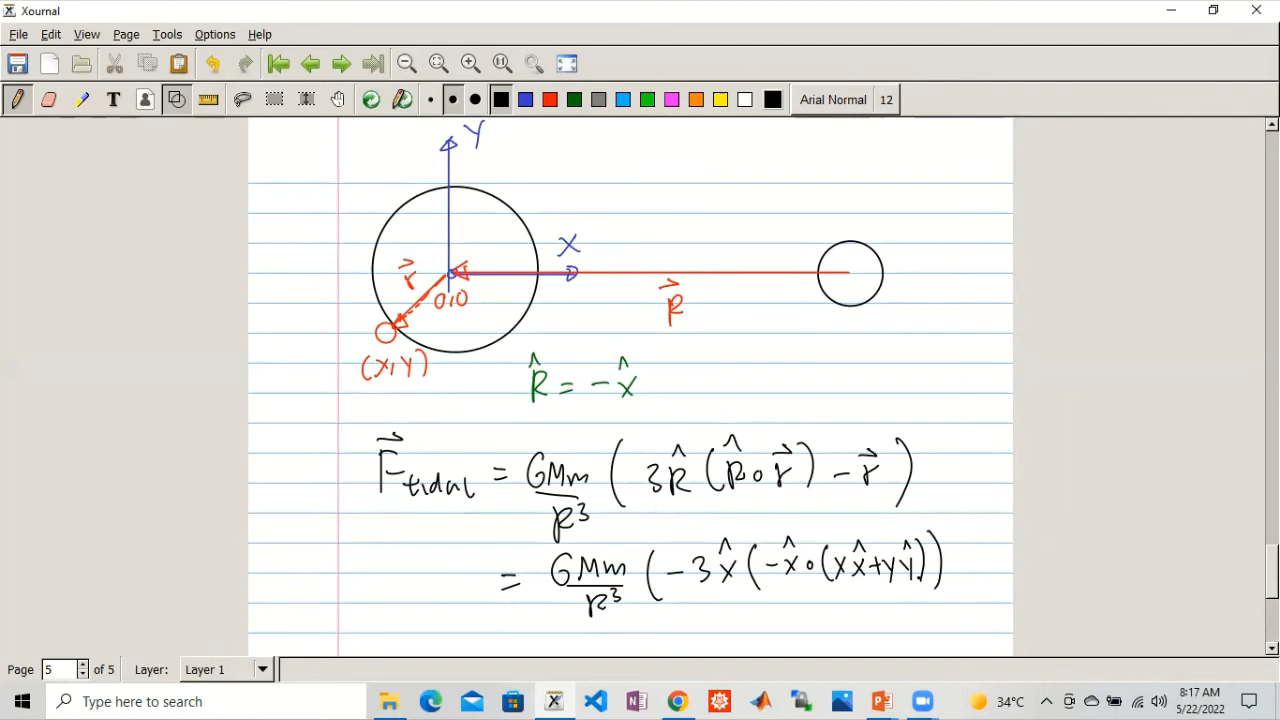 Xournal
File Edit View Page Tools Options Help
Arial Normal 12
Y
X
r⃗
0,0
R⃗
(X,Y)
R̂ = -x̂
F⃗tidal = GMm/R³ ( 3R̂ (R̂∘r⃗) - r⃗ )
= GMm/R³ ( -3x̂ (-x̂∘(xx̂+yŷ))
Page 5 of 5 Layer: Layer 1
Type here to search
34°C
8:17 AM
5/22/2022